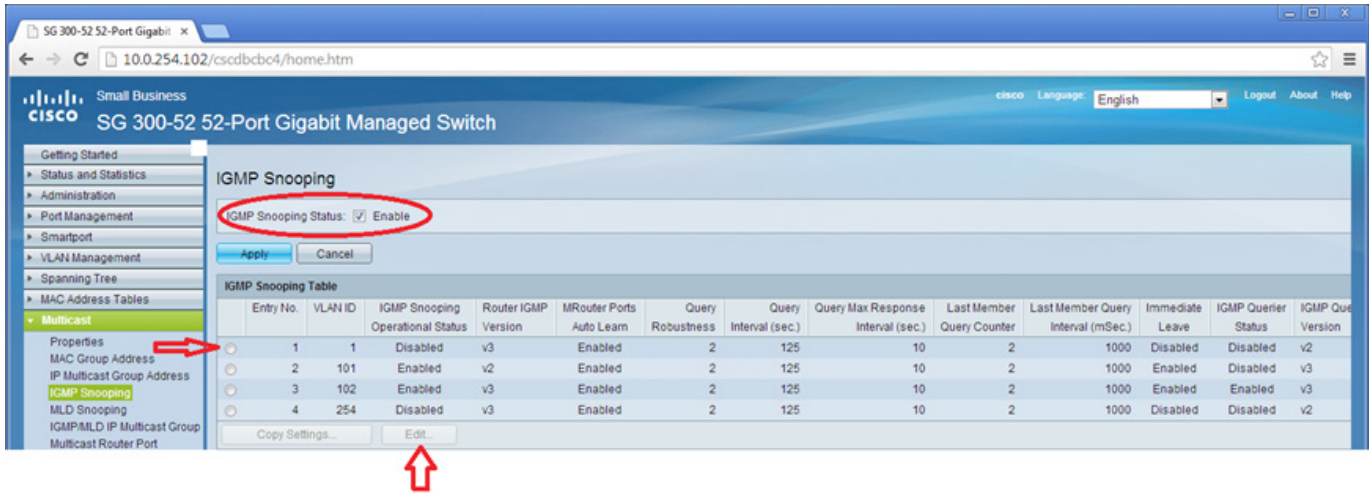 SG 300-52 52-Port Gigabit
10.0.254.102/cscdbcbc4/home.htm
Small Business
cisco Language: English Logout About Help
CISCO
SG 300-52 52-Port Gigabit Managed Switch
Getting Started
Status and Statistics
Administration
Port Management
Smartport
VLAN Management
Spanning Tree
MAC Address Tables
Multicast
Properties
MAC Group Address
IP Multicast Group Address
IGMP Snooping
MLD Snooping
IGMP/MLD IP Multicast Group
Multicast Router Port
IGMP Snooping
IGMP Snooping Status: Enable
Apply Cancel
IGMP Snooping Table
Entry No. VLAN ID IGMP Snooping Router IGMP MRouter Ports Query Query Query Max Response Last Member Last Member Query Immediate IGMP Querier IGMP Que
Operational Status Version Auto Learn Robustness Interval (sec.) Interval (sec.) Query Counter Interval (mSec.) Leave Status Version
1 1 Disabled v3 Enabled 2 125 10 2 1000 Disabled Disabled v2
2 101 Enabled v2 Enabled 2 125 10 2 1000 Enabled Disabled v3
3 102 Enabled v3 Enabled 2 125 10 2 1000 Enabled Enabled v3
4 254 Disabled v3 Enabled 2 125 10 2 1000 Disabled Disabled v2
Copy Settings... Edit...